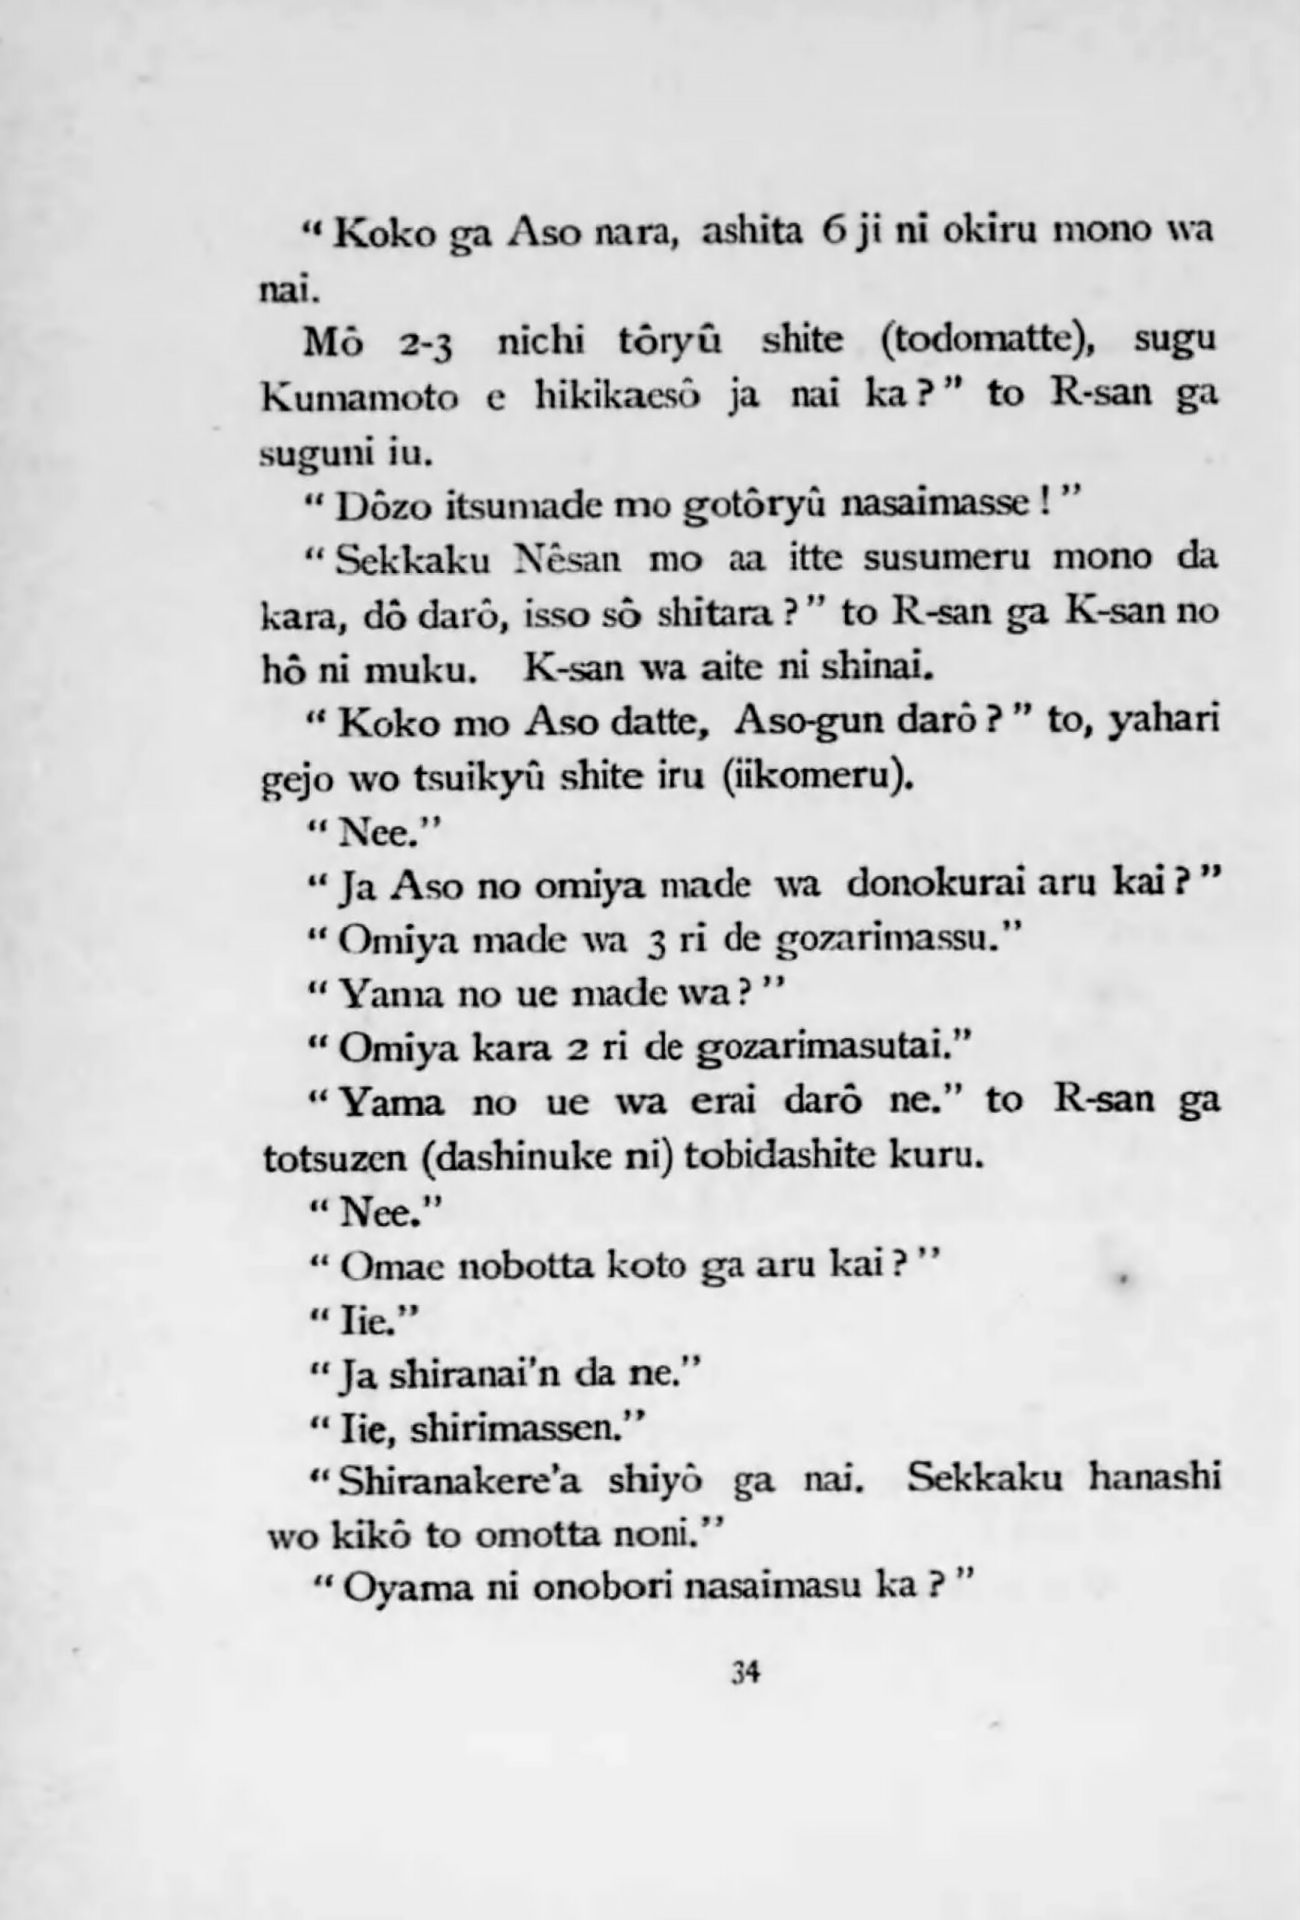 “ Koko ga Aso nara, ashita 6 ji ni okiru mono wa
nai.
Mô 2-3 nichi tôryû shite (todomatte), sugu
Kumamoto e hikikaesô ja nai ka ? ” to R-san ga
suguni iu.
“ Dôzo itsumade mo gotôryû nasaimasse ! ”
“ Sekkaku Nêsan mo aa itte susumeru mono da
kara, dô darô, isso sô shitara ? ” to R-san ga K-san no
hô ni muku. K-san wa aite ni shinai.
“ Koko mo Aso datte, Aso-gun darô ? ” to, yahari
gejo wo tsuikyû shite iru (iikomeru).
“ Nee.”
“ Ja Aso no omiya made wa donokurai aru kai ? ”
“ Omiya made wa 3 ri de gozarimassu.”
“ Yama no ue made wa ? ”
“ Omiya kara 2 ri de gozarimasutai.”
“ Yama no ue wa erai darô ne.” to R-san ga
totsuzen (dashinuke ni) tobidashite kuru.
“ Nee.”
“ Omae nobotta koto ga aru kai ? ”
“ Iie.”
“ Ja shiranai’n da ne.”
“ Iie, shirimassen.”
“ Shiranakere’a shiyô ga nai. Sekkaku hanashi
wo kikô to omotta noni.”
“ Oyama ni onobori nasaimasu ka ? ”
34